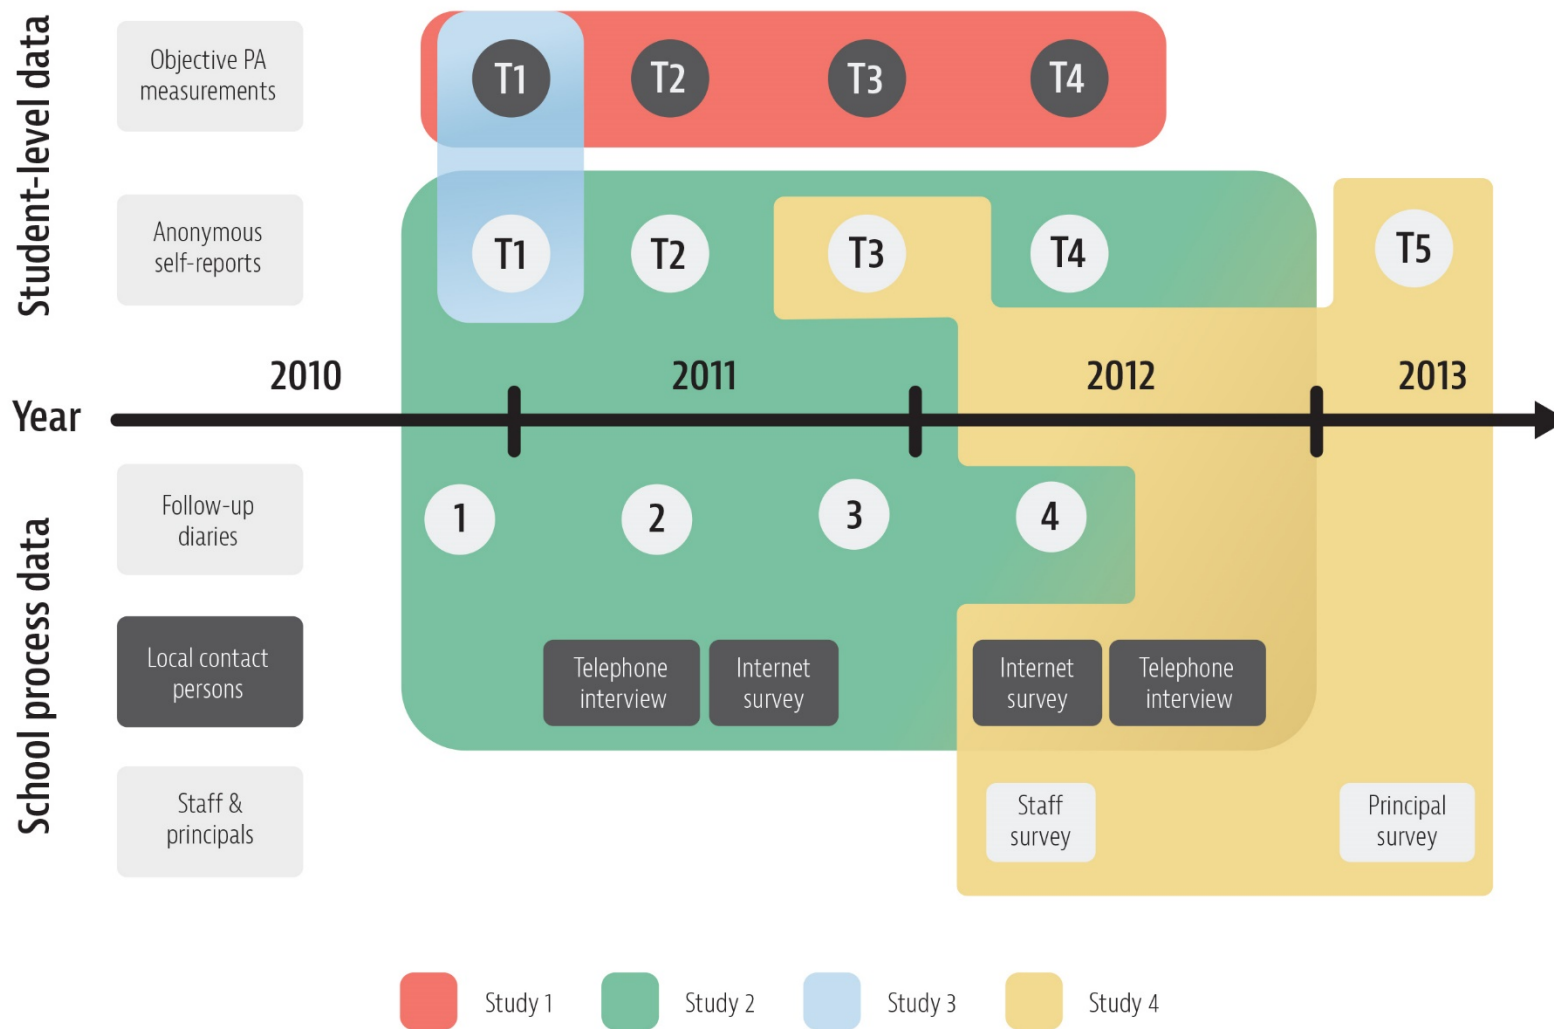 Student-level data
Objective PA
measurements
T1
T2
T3
T4
Anonymous
self-reports
T1
T2
T3
T4
T5
2010
2011
2012
2013
Year
School process data
Follow-up
diaries
1
2
3
4
Local contact
persons
Telephone
interview
Internet
survey
Internet
survey
Telephone
interview
Staff &
principals
Staff
survey
Principal
survey
Study 1
Study 2
Study 3
Study 4